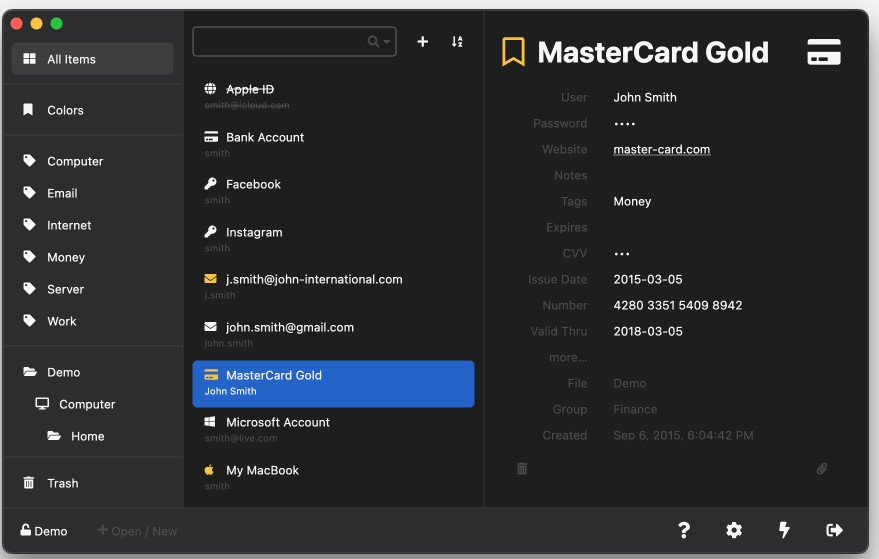 All Items
Colors
Computer
Email
Internet
Money
Server
Work
Demo
Computer
Home
Trash
Apple ID
smith@icloud.com
Bank Account
smith
Facebook
smith
Instagram
smith
j.smith@john-international.com
j.smith
john.smith@gmail.com
john.smith
MasterCard Gold
John Smith
Microsoft Account
smith@live.com
My MacBook
smith
MasterCard Gold
User John Smith
Password ••••
Website master-card.com
Notes
Tags Money
Expires
CVV •••
Issue Date 2015-03-05
Number 4280 3351 5409 8942
Valid Thru 2018-03-05
more...
File Demo
Group Finance
Created Sep 6, 2015, 6:04:42 PM
Demo + Open / New ?